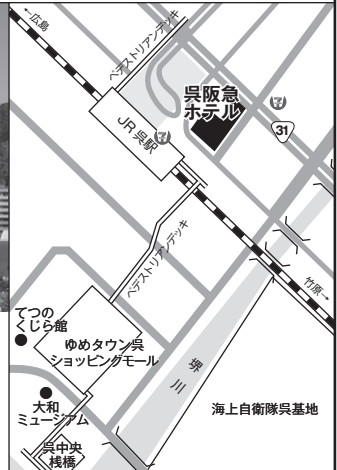 ←広島
ペデストリアンデッキ
呉阪急
ホテル
7
7
31
JR呉駅
ペデストリアンデッキ
竹原→
てつの
くじら館
ゆめタウン呉
ショッピングモール
堺川
大和
ミュージアム
海上自衛隊呉基地
呉中央
桟橋